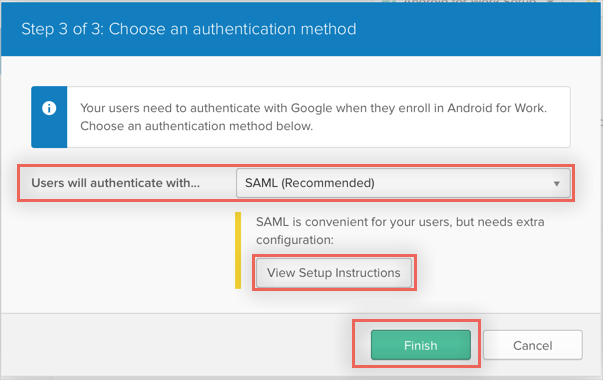 Step 3 of 3: Choose an authentication method
Your users need to authenticate with Google when they enroll in Android for Work.
Choose an authentication method below.
Users will authenticate with...
SAML (Recommended)
SAML is convenient for your users, but needs extra
configuration:
View Setup Instructions
Finish
Cancel